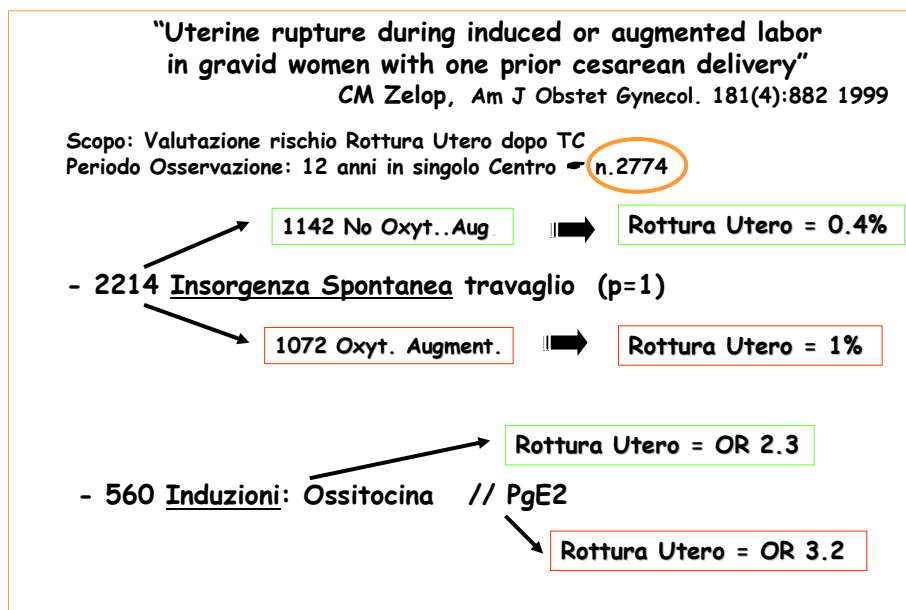 “Uterine rupture during induced or augmented labor
in gravid women with one prior cesarean delivery”
CM Zelop, Am J Obstet Gynecol. 181(4):882 1999
Scopo: Valutazione rischio Rottura Utero dopo TC
Periodo Osservazione: 12 anni in singolo Centro ☛ n.2774
1142 No Oxyt..Aug
Rottura Utero = 0.4%
- 2214 Insorgenza Spontanea travaglio (p=1)
1072 Oxyt. Augment.
Rottura Utero = 1%
Rottura Utero = OR 2.3
- 560 Induzioni: Ossitocina // PgE2
Rottura Utero = OR 3.2